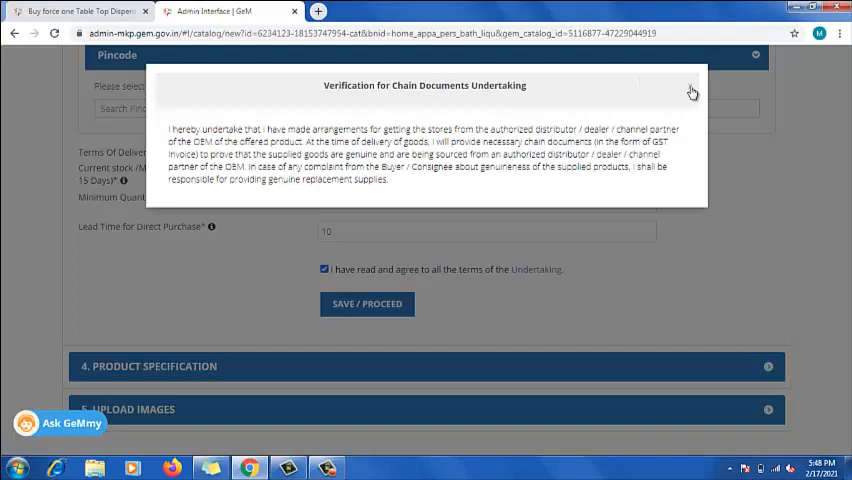 Buy force one Table Top Dispens
Admin Interface | GeM
admin-mkp.gem.gov.in/#!/catalog/new?id=6234123-18153747954-cat&bnid=home_appa_pers_bath_liqu&gem_catalog_id=5116877-47229044919
M
Pincode
Please select
Search Pin
Verification for Chain Documents Undertaking
I hereby undertake that I have made arrangements for getting the stores from the authorized distributor / dealer / channel partner
of the OEM of the offered product. At the time of delivery of goods, I will provide necessary chain documents (in the form of GST
Invoice) to prove that the supplied goods are genuine and are being sourced from an authorized distributor / dealer / channel
partner of the OEM. In case of any complaint from the Buyer / Consignee about genuineness of the supplied products, I shall be
responsible for providing genuine replacement supplies.
Terms Of Deliver
Current stock /M
15 Days)*
Minimum Quant
Lead Time for Direct Purchase*
10
I have read and agree to all the terms of the Undertaking.
SAVE / PROCEED
4. PRODUCT SPECIFICATION
5. UPLOAD IMAGES
Ask GeMmy
5:48 PM
2/17/2021